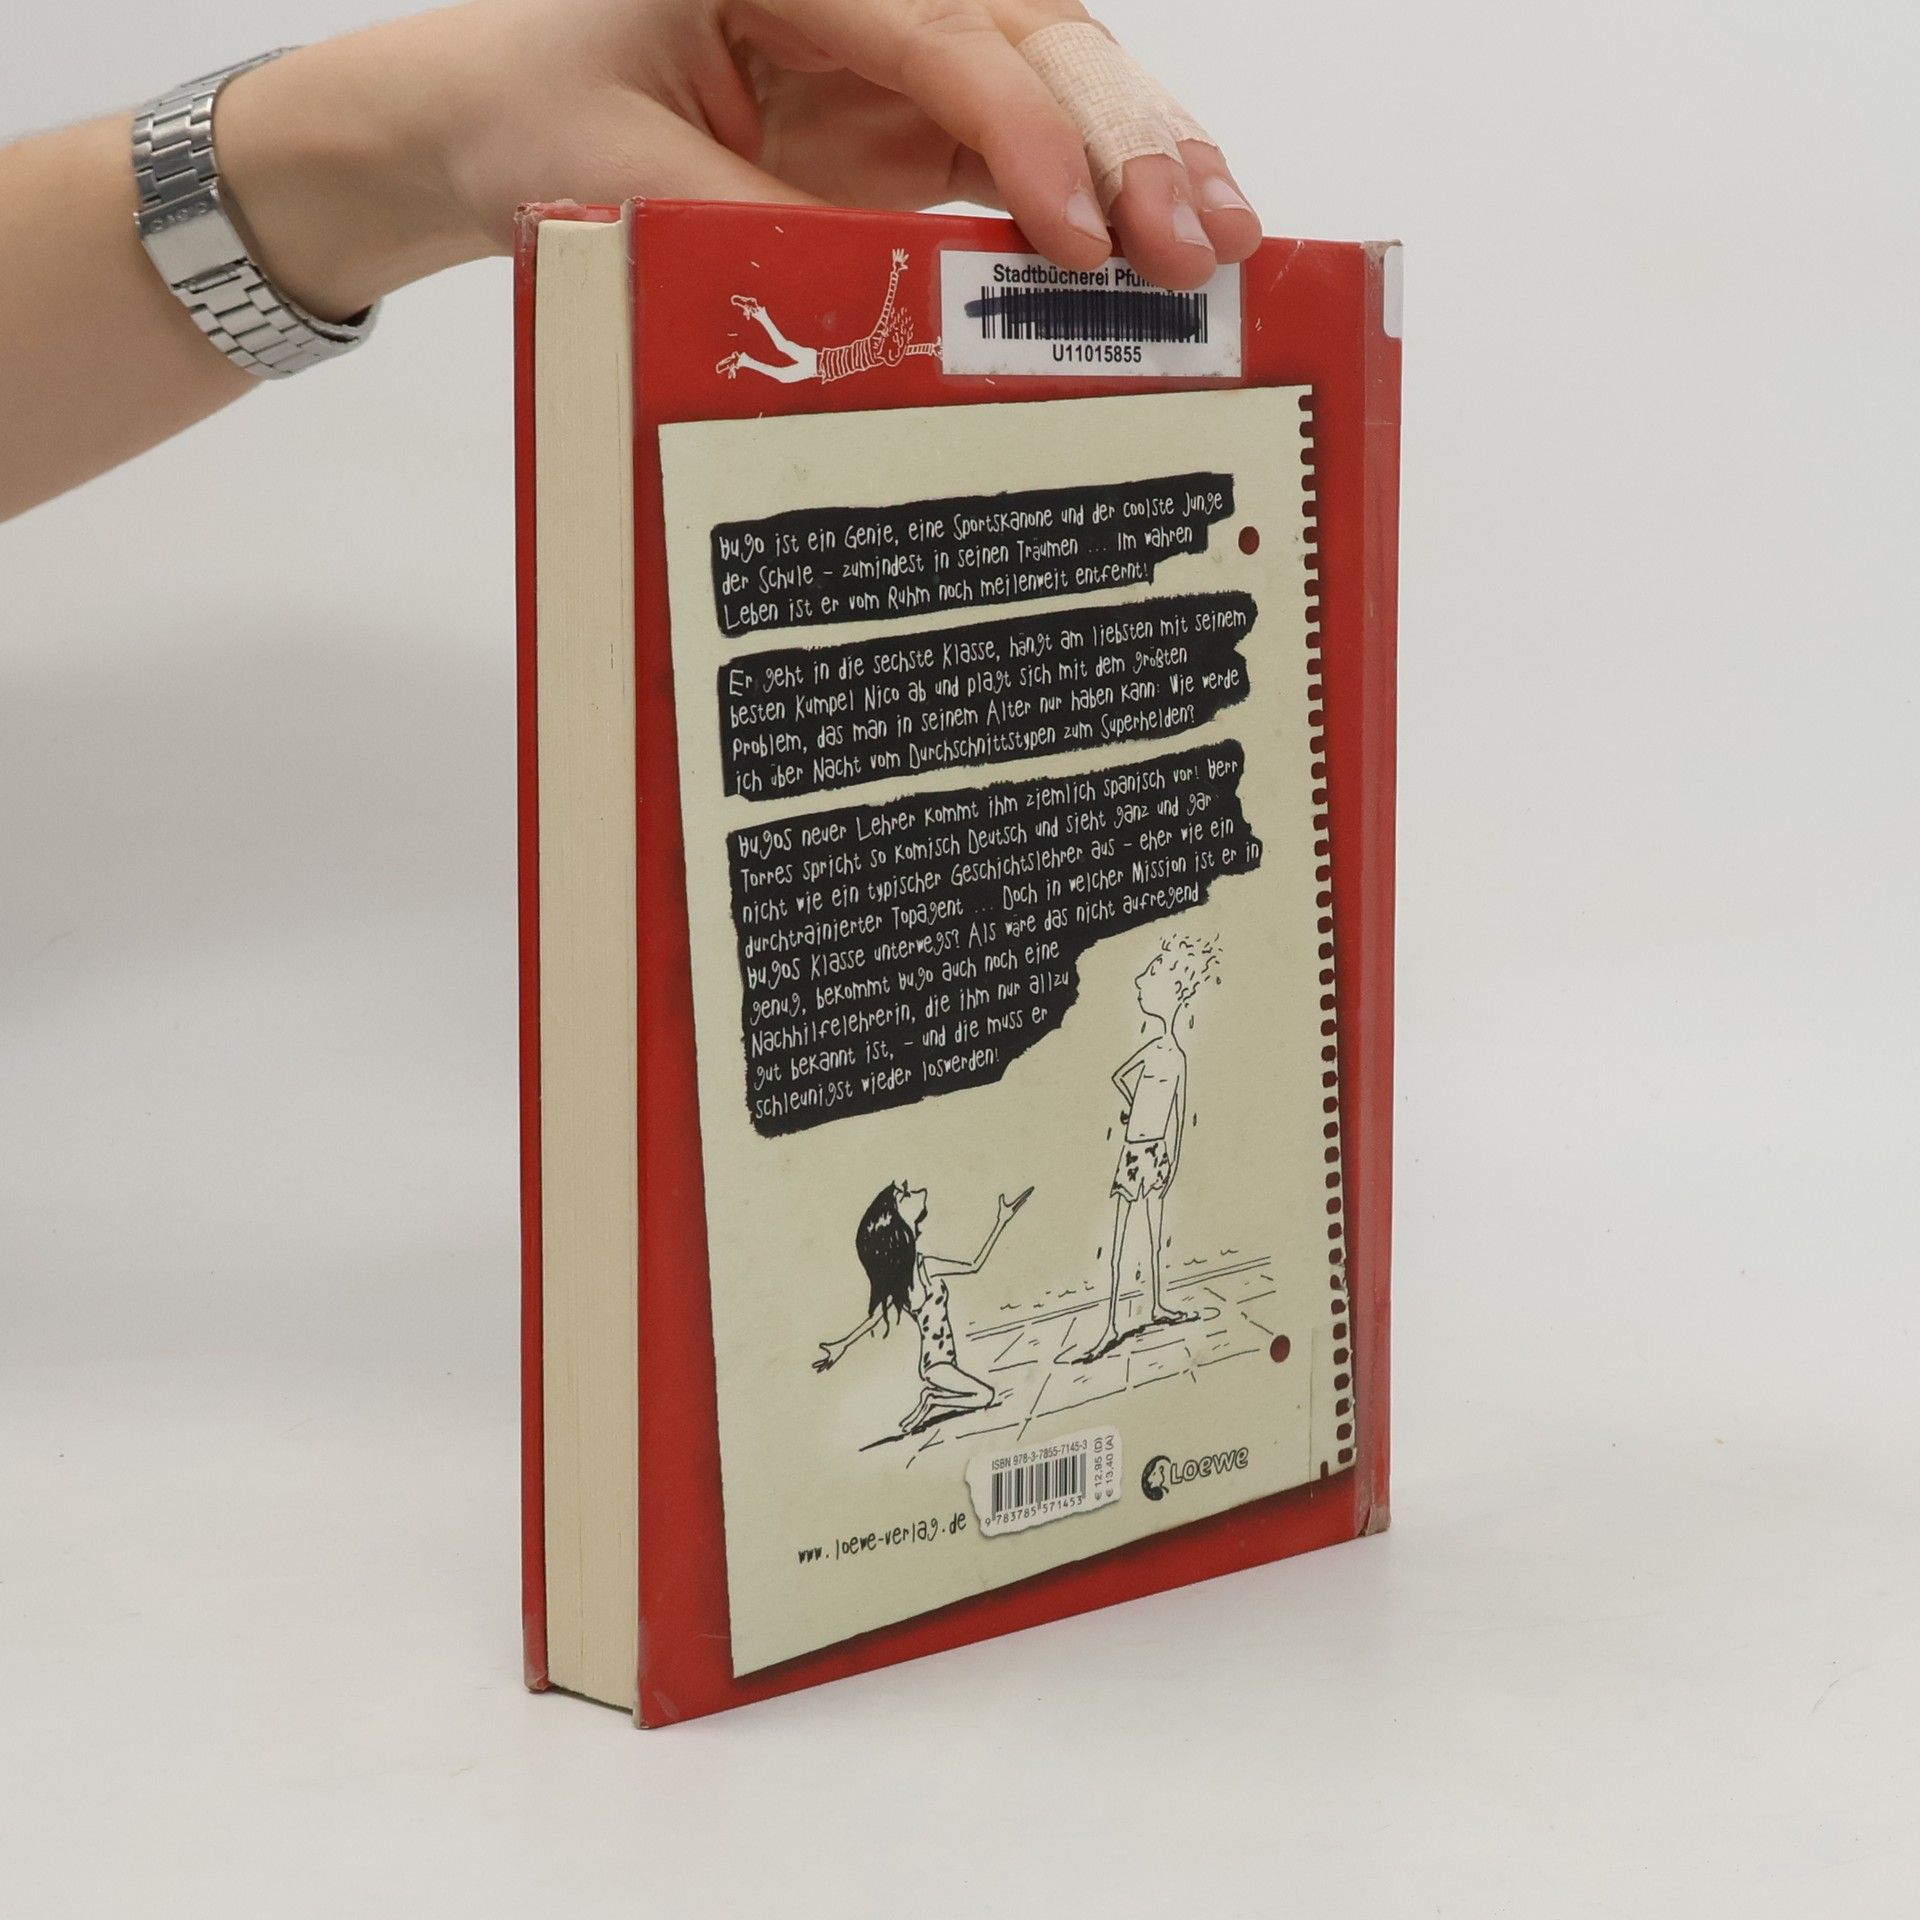 CASIO
Stadtbücherei
U11015855
Hugo ist ein Genie, eine Sportskanone und der coolste Junge
der Schule – zumindest in seinen Träumen ... Im wahren
Leben ist er vom Ruhm noch meilenweit entfernt!
Er geht in die sechste Klasse, hängt am liebsten mit seinem
besten Kumpel Nico ab und plagt sich mit dem größten
Problem, das man in seinem Alter nur haben kann: Wie werde
ich über Nacht vom Durchschnittstypen zum Superhelden?
Hugos neuer Lehrer kommt ihm ziemlich spanisch vor! Herr
Torres spricht so komisch Deutsch und sieht ganz und gar
nicht wie ein typischer Geschichtslehrer aus – eher wie ein
durchtrainierter Topagent ... Doch in welcher Mission ist er in
Hugos Klasse unterwegs? Als wäre das nicht aufregend
genug, bekommt Hugo auch noch eine
Nachhilfelehrerin, die ihm nur allzu
gut bekannt ist, – und die muss er
schleunigst wieder loswerden!
ISBN 978-3-7855-7145-3
9 783785 571453
€ 12,95 (D)
€ 13,40 (A)
Loewe
www.loewe-verlag.de